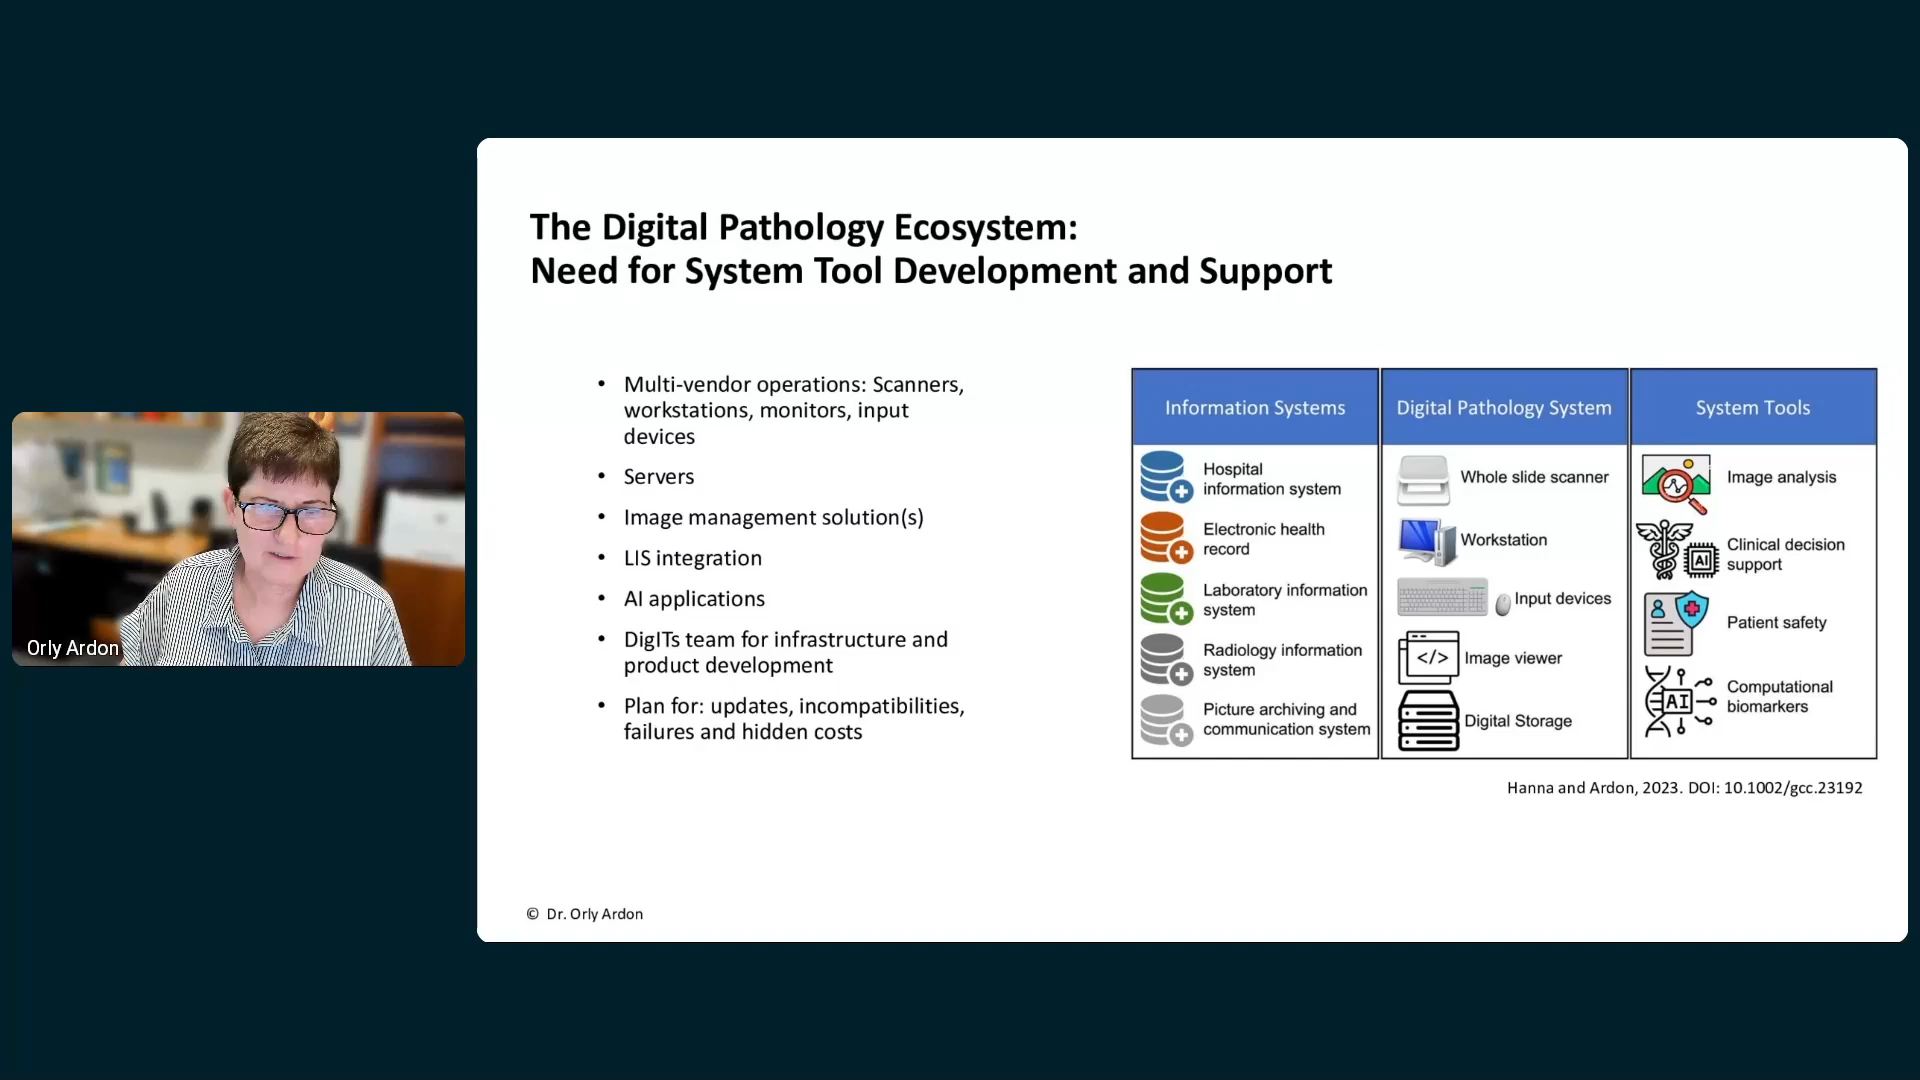 The Digital Pathology Ecosystem:
Need for System Tool Development and Support
• Multi-vendor operations: Scanners,
workstations, monitors, input
devices
• Servers
• Image management solution(s)
• LIS integration
• AI applications
• DigITs team for infrastructure and
product development
• Plan for: updates, incompatibilities,
failures and hidden costs
Information Systems
Hospital
information system
Electronic health
record
Laboratory information
system
Radiology information
system
Picture archiving and
communication system
Digital Pathology System
Whole slide scanner
Workstation
Input devices
</>
Image viewer
Digital Storage
System Tools
Image analysis
AI
Clinical decision
support
Patient safety
AI
Computational
biomarkers
Hanna and Ardon, 2023. DOI: 10.1002/gcc.23192
© Dr. Orly Ardon
Orly Ardon